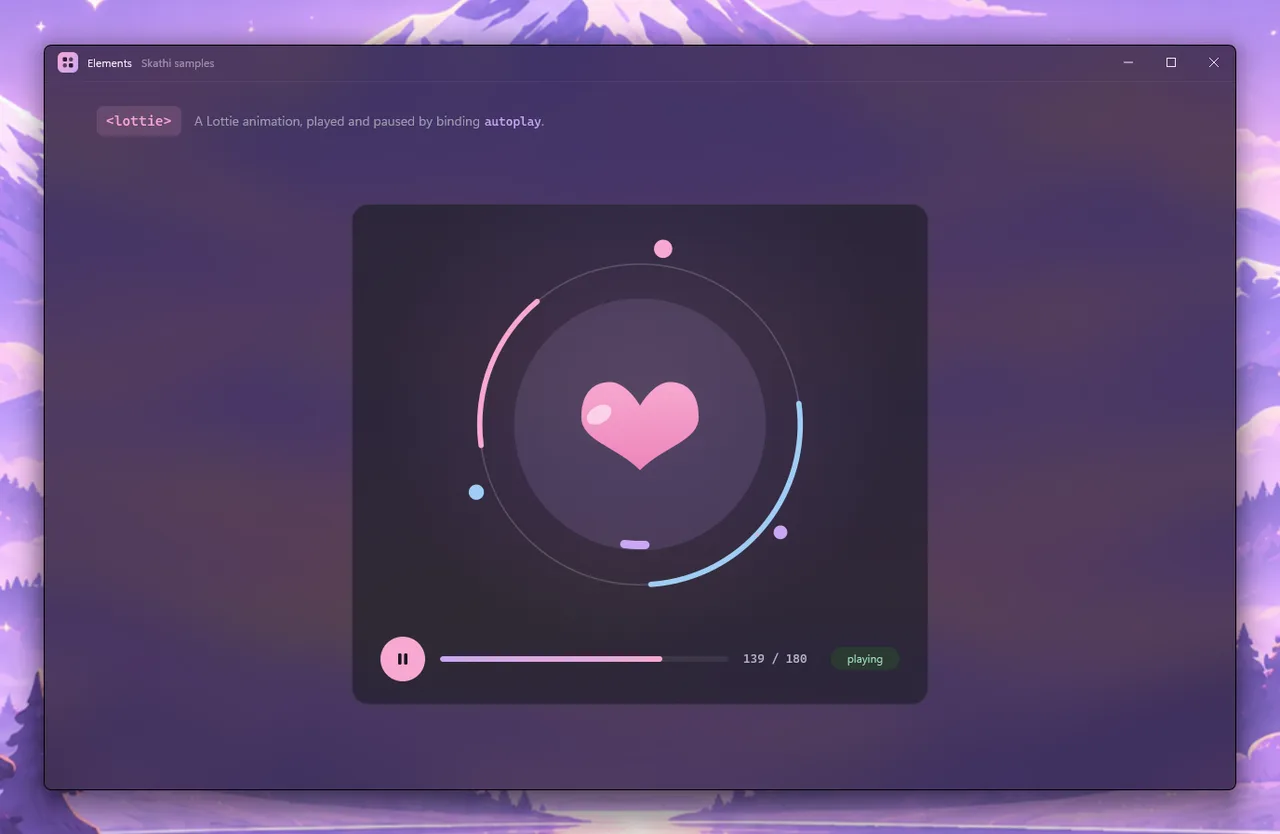 Elements Skathi samples
<lottie> A Lottie animation, played and paused by binding autoplay.
139 / 180 playing